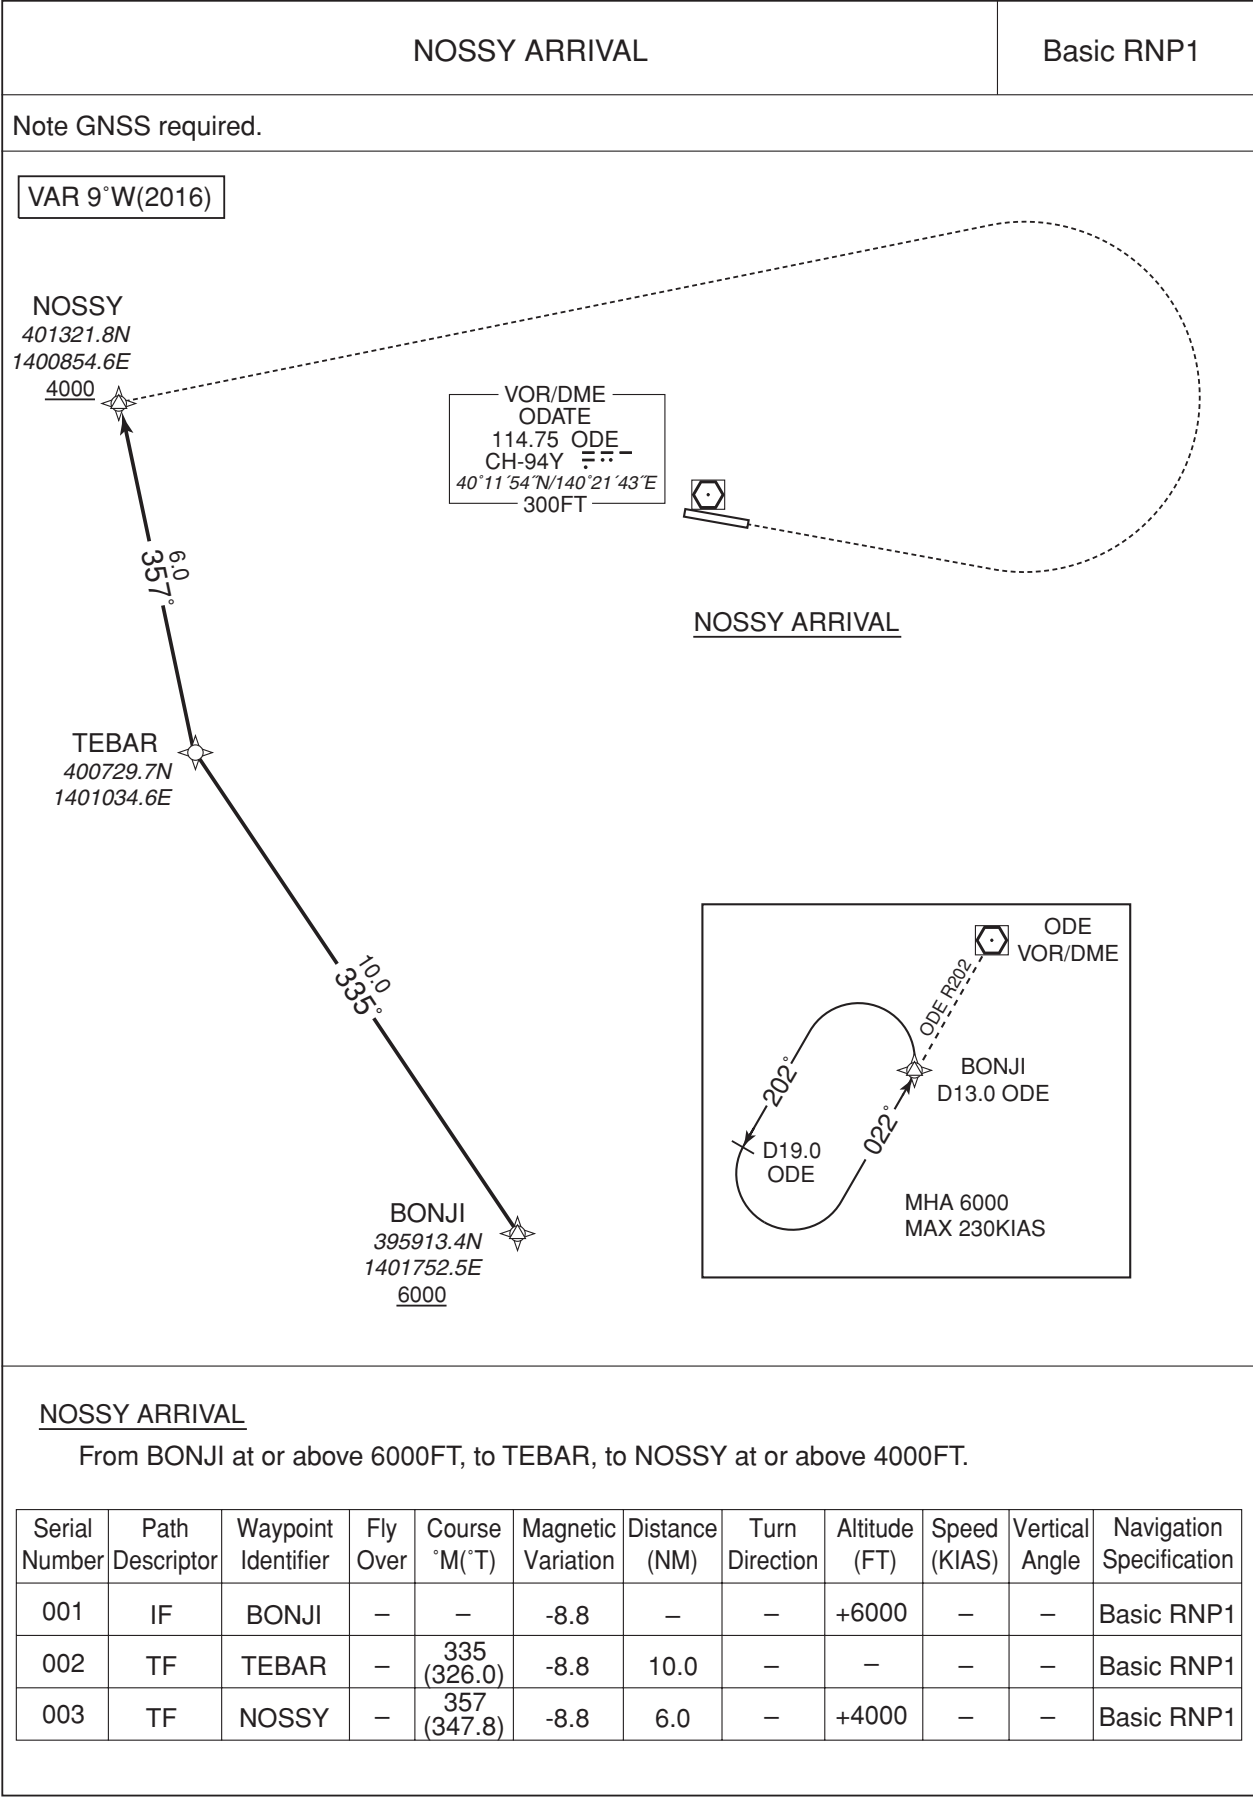 NOSSY ARRIVAL
Basic RNP1
Note GNSS required.
VAR 9°W(2016)
NOSSY
401321.8N
1400854.6E
4000
VOR/DME
ODATE
114.75 ODE
CH-94Y
40°11´54˝N/140°21´43˝E
300FT
6.0
357°
NOSSY ARRIVAL
TEBAR
400729.7N
1401034.6E
10.0
335°
BONJI
395913.4N
1401752.5E
6000
ODE
VOR/DME
ODE R202
BONJI
D13.0 ODE
202°
022°
D19.0
ODE
MHA 6000
MAX 230KIAS
NOSSY ARRIVAL
From BONJI at or above 6000FT, to TEBAR, to NOSSY at or above 4000FT.
Serial Number Path Descriptor Waypoint Identifier Fly Over Course °M(°T) Magnetic Variation Distance (NM) Turn Direction Altitude (FT) Speed (KIAS) Vertical Angle Navigation Specification
001 IF BONJI – – -8.8 – – +6000 – – Basic RNP1
002 TF TEBAR – 335 (326.0) -8.8 10.0 – – – – Basic RNP1
003 TF NOSSY – 357 (347.8) -8.8 6.0 – +4000 – – Basic RNP1